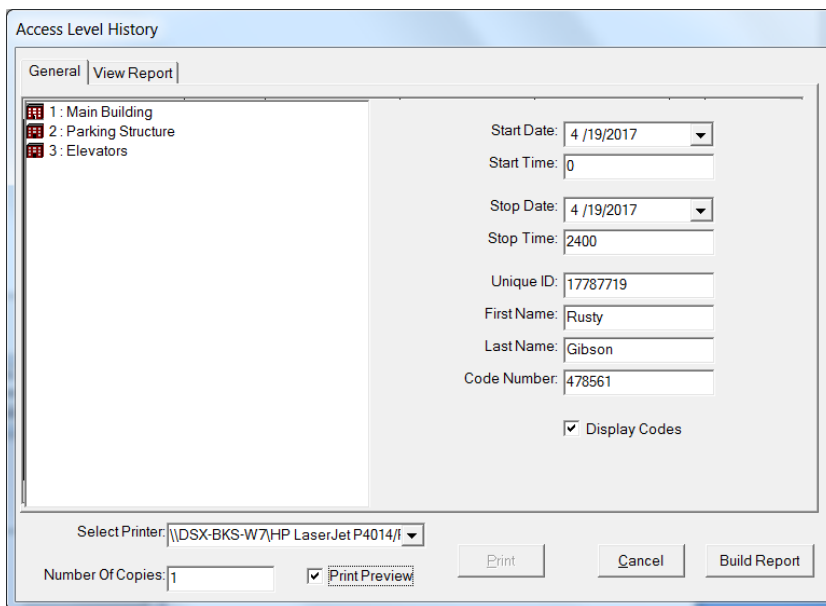 Access Level History
General View Report
1 : Main Building
2 : Parking Structure
3 : Elevators
Start Date: 4 /19/2017
Start Time: 0
Stop Date: 4 /19/2017
Stop Time: 2400
Unique ID: 17787719
First Name: Rusty
Last Name: Gibson
Code Number: 478561
Display Codes
Select Printer: \\DSX-BKS-W7\HP LaserJet P4014/
Number Of Copies: 1
Print Preview
Print Cancel Build Report